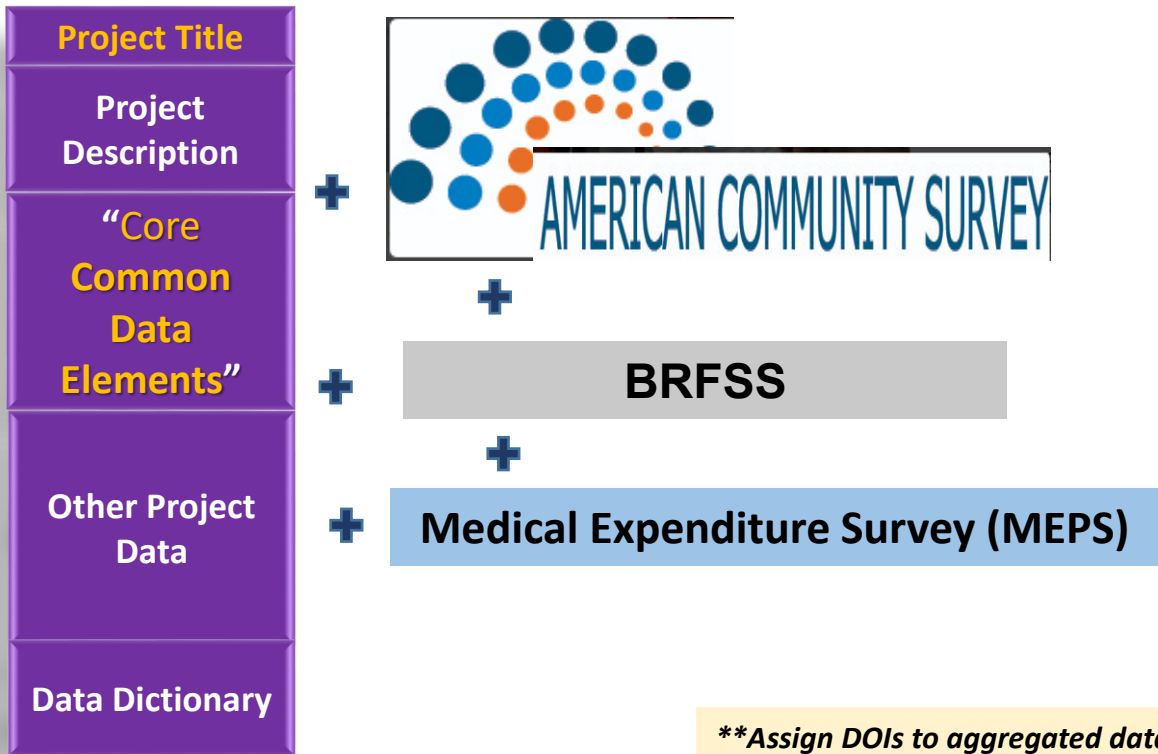 Project Title
Project
Description
“Core
Common
Data
Elements”
Other Project
Data
Data Dictionary
AMERICAN COMMUNITY SURVEY
BRFSS
Medical Expenditure Survey (MEPS)
**Assign DOIs to aggregated data